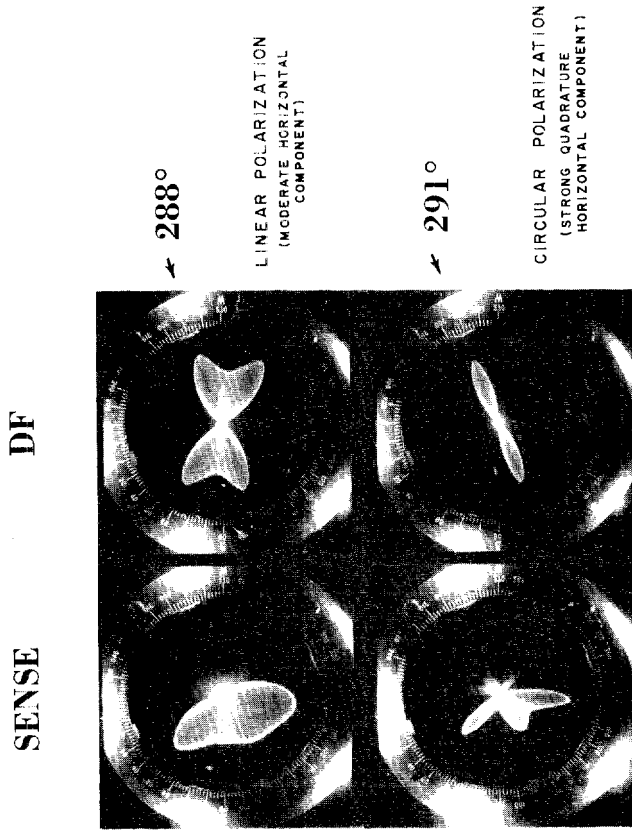 SENSE DF
288°
LINEAR POLARIZATION
(MODERATE HORIZONTAL
COMPONENT)
291°
CIRCULAR POLARIZATION
(STRONG QUADRATURE
HORIZONTAL COMPONENT)